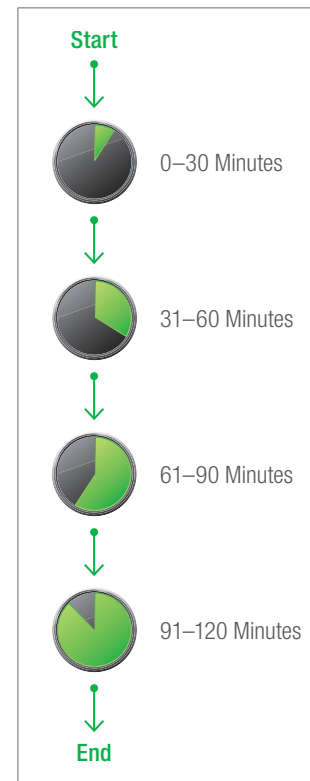 Start
0–30 Minutes
31–60 Minutes
61–90 Minutes
91–120 Minutes
End